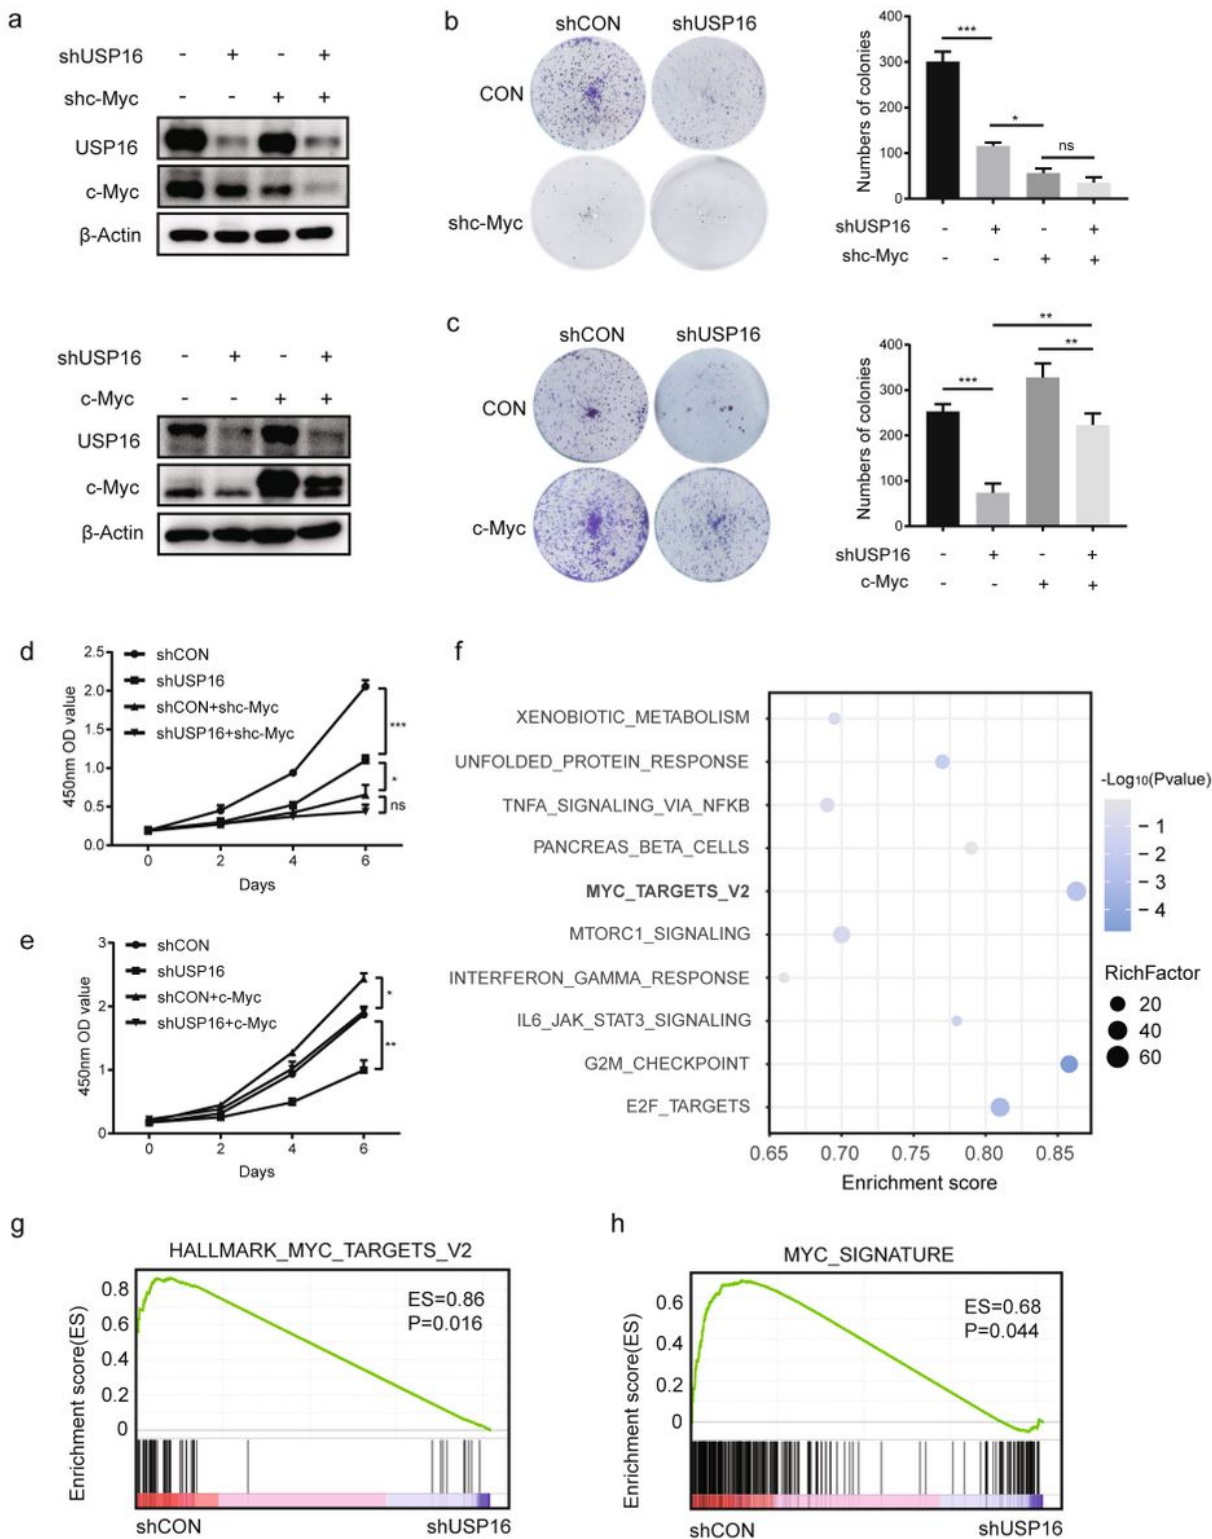 a
shUSP16 - + - +
shc-Myc - - + +
USP16
c-Myc
β-Actin
shUSP16 - + - +
c-Myc - - + +
USP16
c-Myc
β-Actin
b
shCON shUSP16
CON
shc-Myc
Numbers of colonies
400
300
200
100
0
***
*
ns
shUSP16 - + - +
shc-Myc - - + +
c
shCON shUSP16
CON
c-Myc
Numbers of colonies
400
300
200
100
0
***
**
**
shUSP16 - + - +
c-Myc - - + +
d
450nm OD value
2.5
2.0
1.5
1.0
0.5
0.0
shCON
shUSP16
shCON+shc-Myc
shUSP16+shc-Myc
***
*
ns
0 2 4 6
Days
e
450nm OD value
3
2
1
0
shCON
shUSP16
shCON+c-Myc
shUSP16+c-Myc
*
**
0 2 4 6
Days
f
XENOBIOTIC_METABOLISM
UNFOLDED_PROTEIN_RESPONSE
TNFA_SIGNALING_VIA_NFKB
PANCREAS_BETA_CELLS
MYC_TARGETS_V2
MTORC1_SIGNALING
INTERFERON_GAMMA_RESPONSE
IL6_JAK_STAT3_SIGNALING
G2M_CHECKPOINT
E2F_TARGETS
0.65 0.70 0.75 0.80 0.85
Enrichment score
-Log10(Pvalue)
1
2
3
4
RichFactor
20
40
60
g
HALLMARK_MYC_TARGETS_V2
Enrichment score(ES)
0.8
0.6
0.4
0.2
0
ES=0.86
P=0.016
shCON shUSP16
h
MYC_SIGNATURE
Enrichment score(ES)
0.6
0.4
0.2
0
ES=0.68
P=0.044
shCON shUSP16